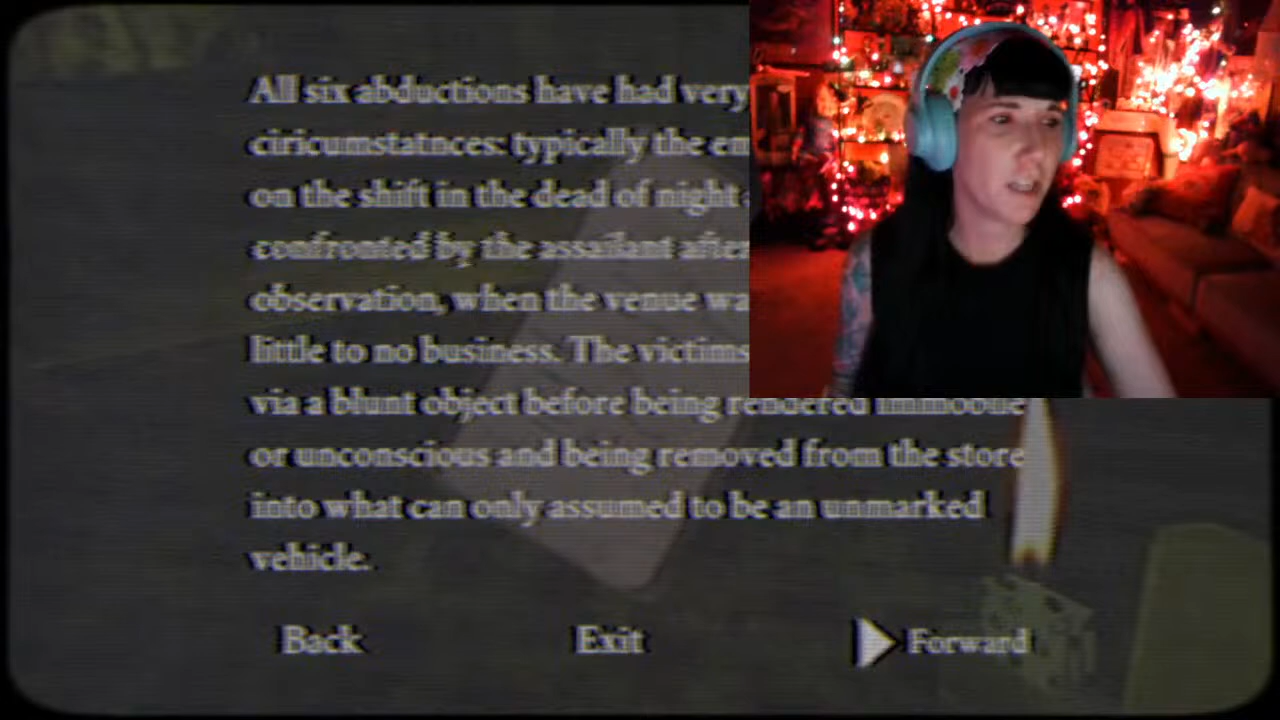 All six abductions have had very
ciricumstatnces: typically the
on the shift in the dead of night
confronted by the assailant
observation, when the venue
little to no business. The victims
via a blunt object before being rendered immobile
or unconscious and being removed from the store
into what can only assumed to be an unmarked
vehicle.
Back Exit Forward